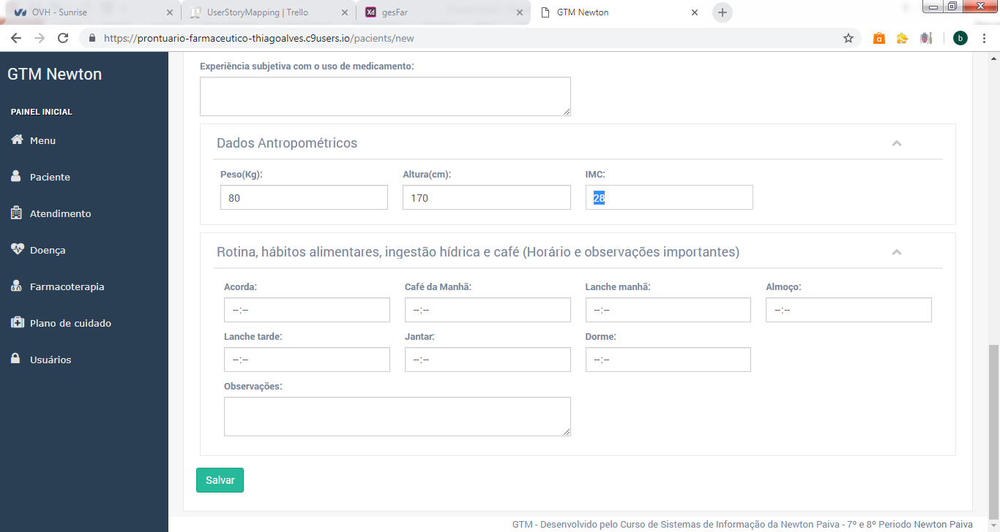 OVH - Sunrise
UserStoryMapping | Trello
Xd gesFar
GTM Newton
https://prontuario-farmaceutico-thiagoalves.c9users.io/pacients/new
a
b
GTM Newton
PAINEL INICIAL
Menu
Paciente
Atendimento
Doença
Farmacoterapia
Plano de cuidado
Usuários
Experiência subjetiva com o uso de medicamento:
Dados Antropométricos
Peso(Kg): Altura(cm): IMC:
80 170 28
Rotina, hábitos alimentares, ingestão hídrica e café (Horário e observações importantes)
Acorda: Café da Manhã: Lanche manhã: Almoço:
--:-- --:-- --:-- --:--
Lanche tarde: Jantar: Dorme:
--:-- --:-- --:--
Observações:
Salvar
GTM - Desenvolvido pelo Curso de Sistemas de Informação da Newton Paiva - 7º e 8º Periodo Newton Paiva